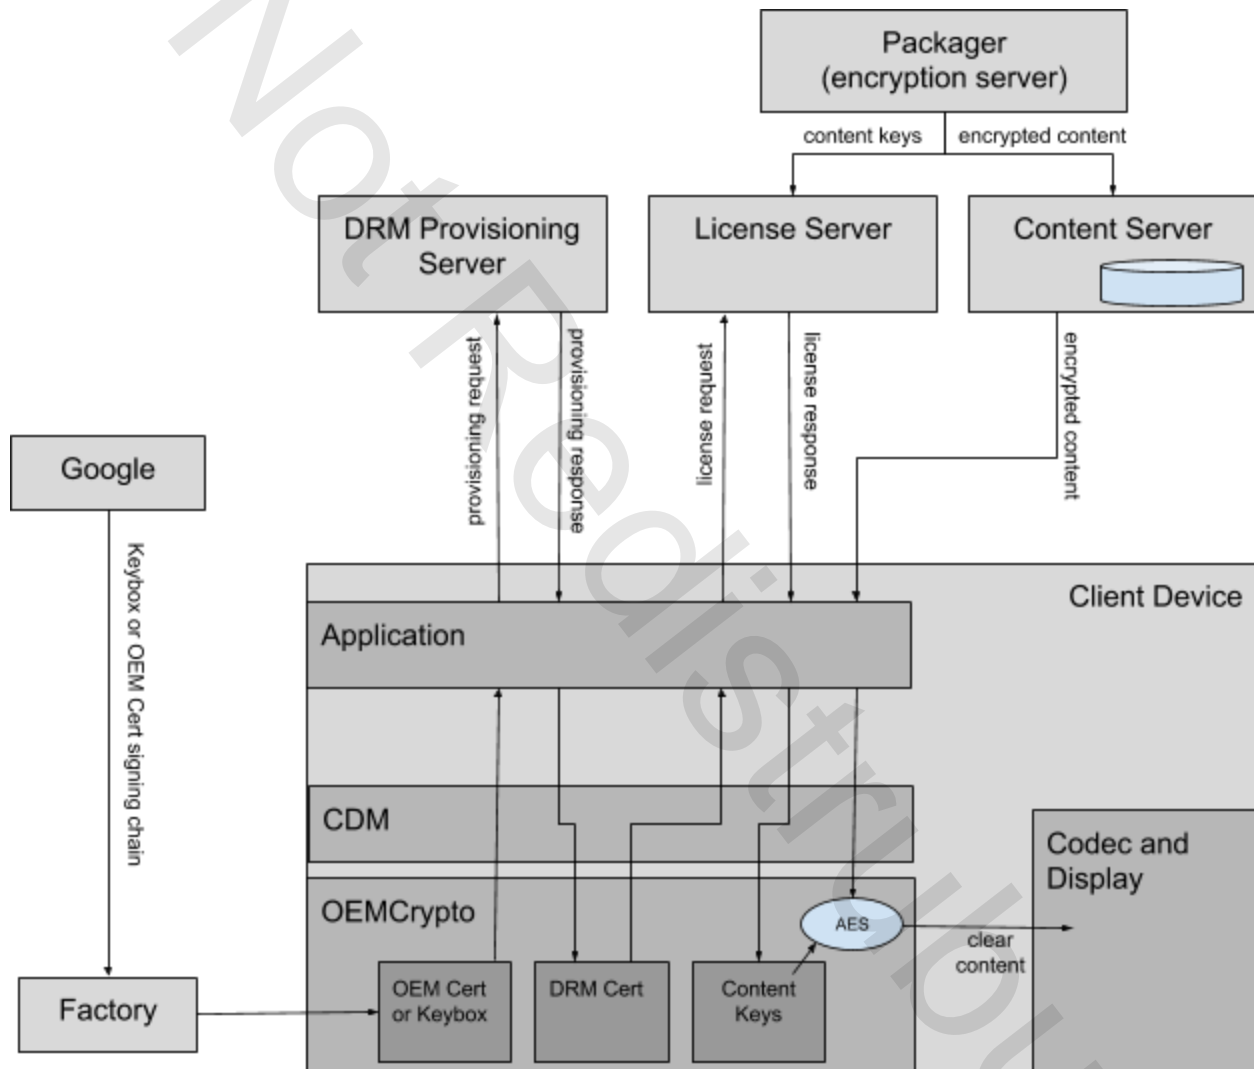 Packager
(encryption server)
content keys
encrypted content
DRM Provisioning
Server
License Server
Content Server
provisioning request
provisioning response
license request
license response
encrypted content
Google
Keybox or OEM Cert signing chain
Client Device
Application
CDM
Codec and
Display
OEMCrypto
AES
clear
content
OEM Cert
or Keybox
DRM Cert
Content
Keys
Factory
Not Redistribu